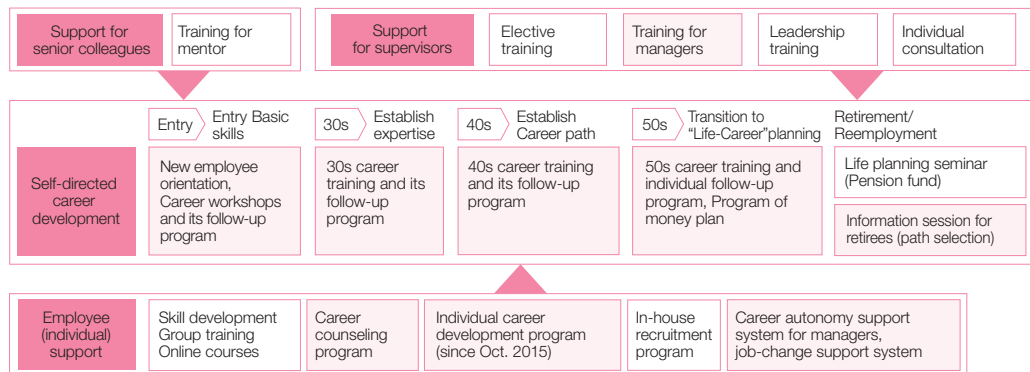 Support for
senior colleagues
Training for
mentor
Support
for supervisors
Elective
training
Training for
managers
Leadership
training
Individual
consultation
Entry
Entry Basic
skills
30s
Establish
expertise
40s
Establish
Career path
50s
Transition to
“Life-Career”planning
Retirement/
Reemployment
Self-directed
career
development
New employee
orientation,
Career workshops
and its follow-up
program
30s career
training and its
follow-up
program
40s career
training and its
follow-up
program
50s career training and
individual follow-up
program, Program of
money plan
Life planning seminar
(Pension fund)
Information session for
retirees (path selection)
Employee
(individual)
support
Skill development
Group training
Online courses
Career
counseling
program
Individual career
development program
(since Oct. 2015)
In-house
recruitment
program
Career autonomy support
system for managers,
job-change support system